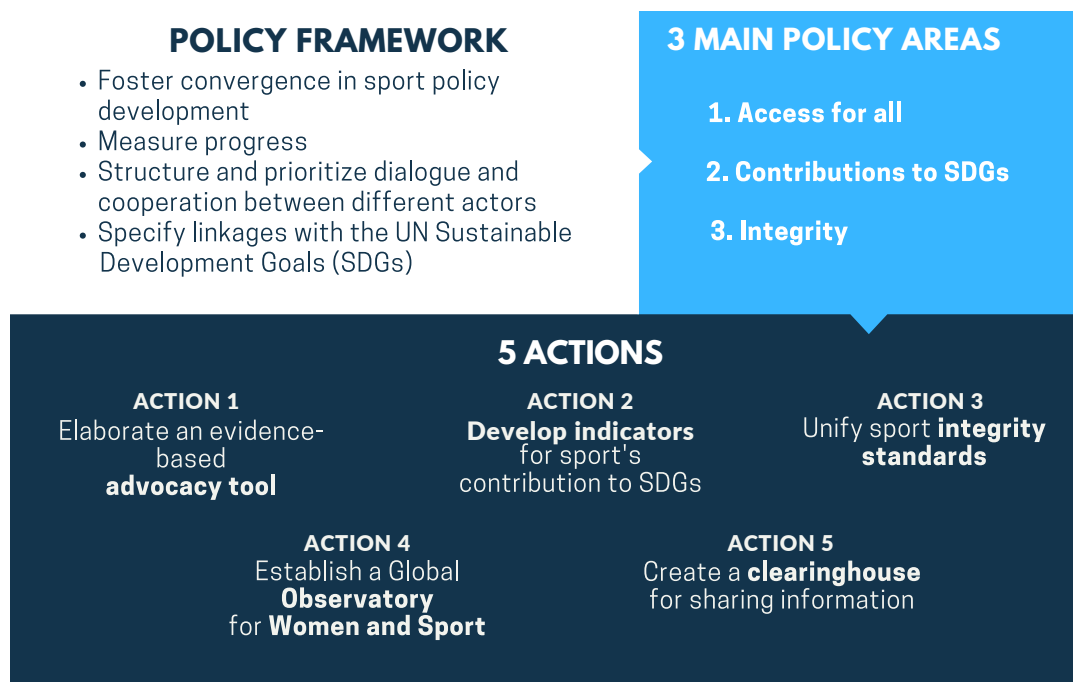 POLICY FRAMEWORK
• Foster convergence in sport policy
development
• Measure progress
• Structure and prioritize dialogue and
cooperation between different actors
• Specify linkages with the UN Sustainable
Development Goals (SDGs)
3 MAIN POLICY AREAS
1. Access for all
2. Contributions to SDGs
3. Integrity
5 ACTIONS
ACTION 1
Elaborate an evidence-
based
advocacy tool
ACTION 2
Develop indicators
for sport's
contribution to SDGs
ACTION 3
Unify sport integrity
standards
ACTION 4
Establish a Global
Observatory
for Women and Sport
ACTION 5
Create a clearinghouse
for sharing information